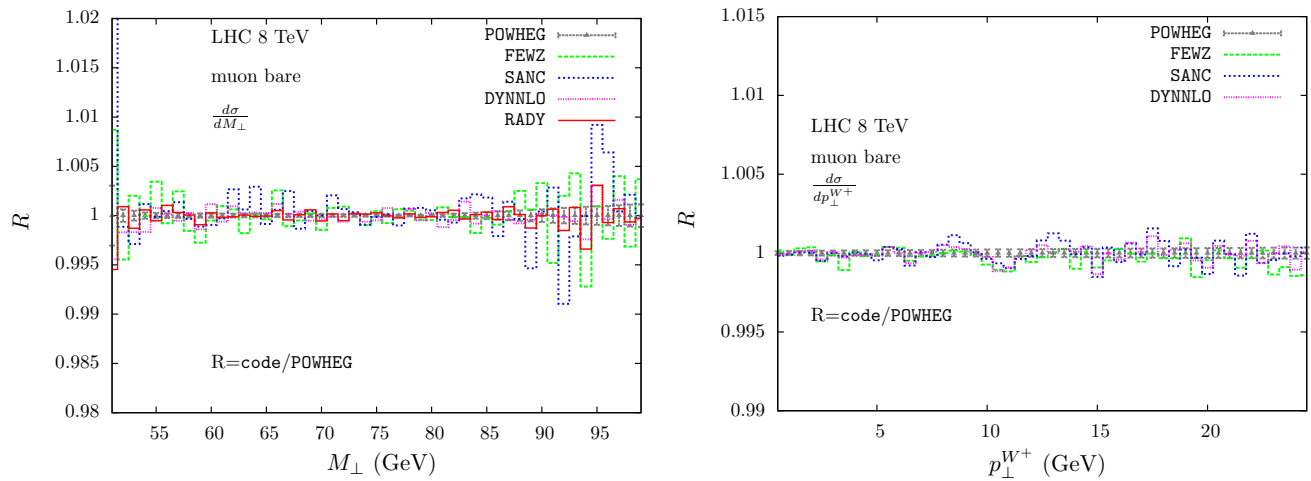 1.02
1.015
1.01
1.005
1
0.995
0.99
0.985
0.98
R
LHC 8 TeV
muon bare
dσ
dM⊥
POWHEG
FEWZ
SANC
DYNNLO
RADY
R=code/POWHEG
55 60 65 70 75 80 85 90 95
M⊥ (GeV)
1.015
1.01
1.005
1
0.995
0.99
R
POWHEG
FEWZ
SANC
DYNNLO
LHC 8 TeV
muon bare
dσ
dp⊥^W+
R=code/POWHEG
5 10 15 20
p⊥^W+ (GeV)